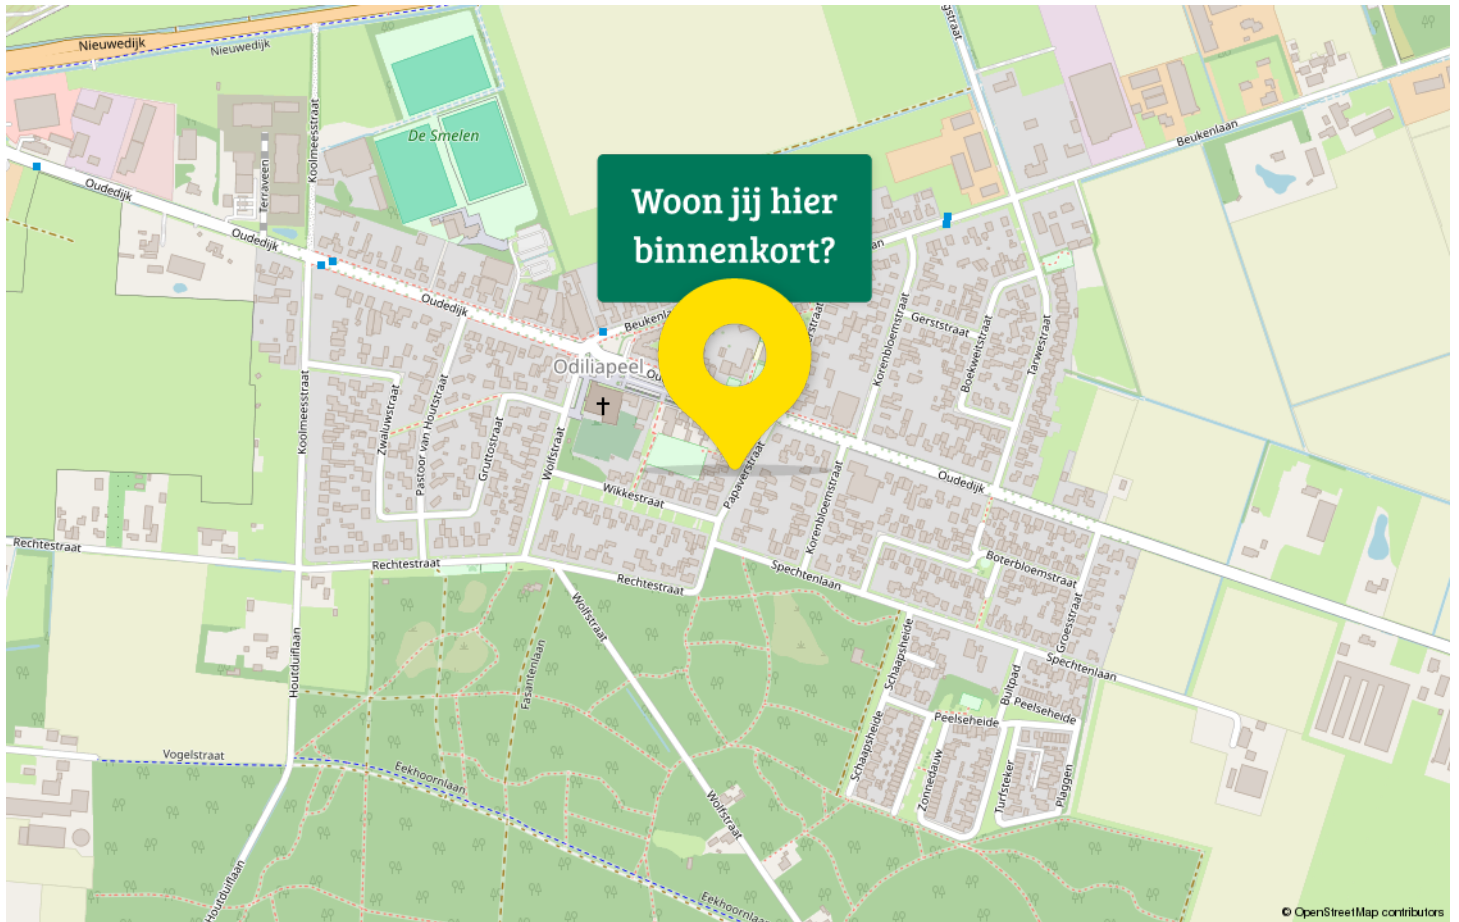 Nieuwedijk
Nieuwedijk
Koolmeesstraat
De Smelen
Beukenlaan
Terraveen
Oudedijk
Oudedijk
Woon jij hier
binnenkort?
Oudedijk
Odiliapeel
Korenbloemstraat
Gerststraat
Boekweitstraat
Tarwestraat
Koolmeesstraat
Zwaluwstraat
Pastoor van Houtstraat
Gruttostraat
Wolfstraat
Wikkestraat
Papaverstraat
Korenbloemstraat
Oudedijk
Rechtestraat
Rechtestraat
Rechtestraat
Spechtenlaan
Boterbloemstraat
Groesstraat
Spechtenlaan
Wolfstraat
Houtduiflaan
Fasantenlaan
Schaapsheide
Bultpad
Peelseheide
Peelseheide
Schaapsheide
Zonnedauw
Turfsteker
Plaggen
Vogelstraat
Eekhoornlaan
Wolfstraat
Houtduiflaan
Eekhoornlaan
© OpenStreetMap contributors